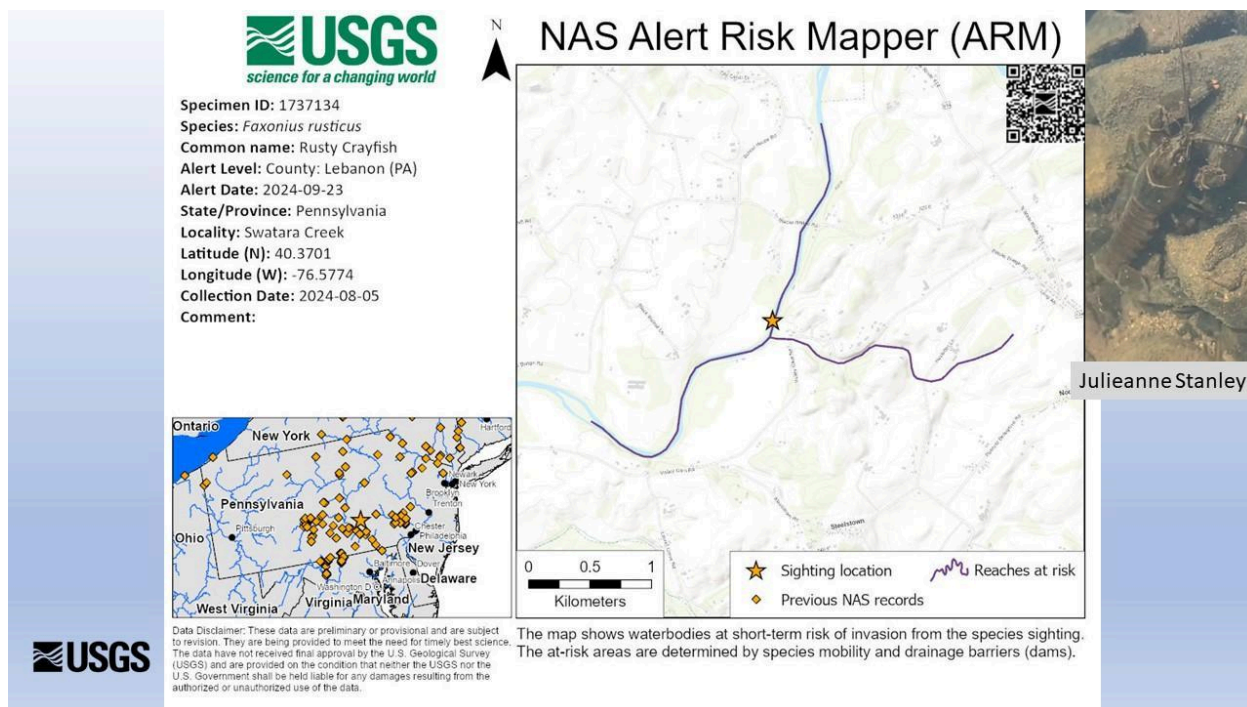 USGS
science for a changing world
N
NAS Alert Risk Mapper (ARM)
Specimen ID: 1737134
Species: Faxonius rusticus
Common name: Rusty Crayfish
Alert Level: County: Lebanon (PA)
Alert Date: 2024-09-23
State/Province: Pennsylvania
Locality: Swatara Creek
Latitude (N): 40.3701
Longitude (W): -76.5774
Collection Date: 2024-08-05
Comment:
Julieanne Stanley
Steelstown
0 0.5 1
Kilometers
Sighting location
Reaches at risk
Previous NAS records
Ontario
New York
Hartford
Newark
New York
Brooklyn
Trenton
Pennsylvania
Pittsburgh
Chester
Philadelphia
Ohio
New Jersey
Baltimore
Dover
Annapolis
Delaware
Washington D.C.
West Virginia
Virginia
Maryland
Data Disclaimer: These data are preliminary or provisional and are subject
to revision. They are being provided to meet the need for timely best science.
The data have not received final approval by the U.S. Geological Survey
(USGS) and are provided on the condition that neither the USGS nor the
U.S. Government shall be held liable for any damages resulting from the
authorized or unauthorized use of the data.
The map shows waterbodies at short-term risk of invasion from the species sighting.
The at-risk areas are determined by species mobility and drainage barriers (dams).
USGS